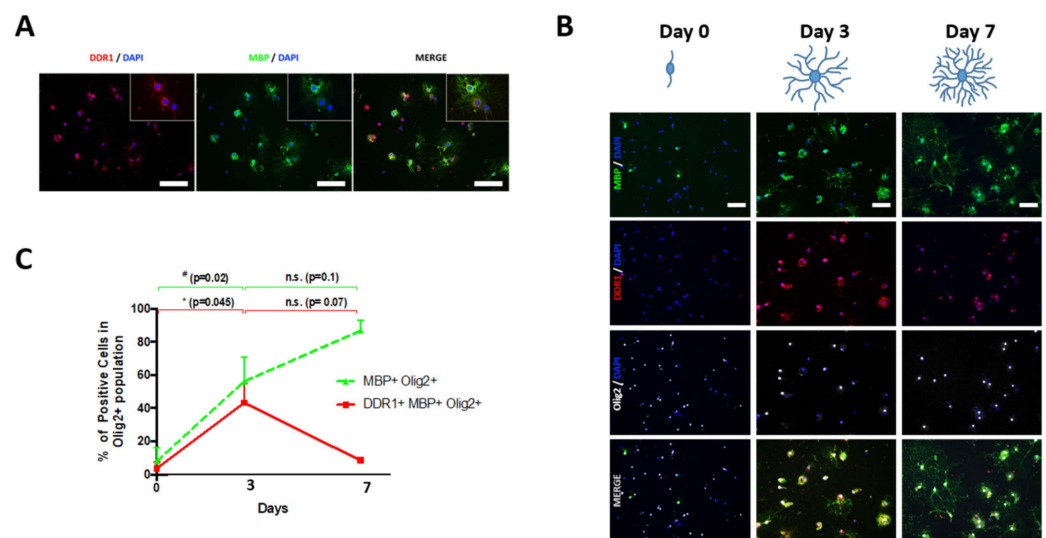 A
DDR1 / DAPI
MBP / DAPI
MERGE
B
Day 0
Day 3
Day 7
MBP / DAPI
DDR1 / DAPI
Olig2 / DAPI
MERGE
C
# (p=0.02)
n.s. (p=0.1)
* (p=0.045)
n.s. (p= 0.07)
% of Positive Cells in
Olig2+ population
100
80
60
40
20
0
0
3
7
Days
MBP+ Olig2+
DDR1+ MBP+ Olig2+